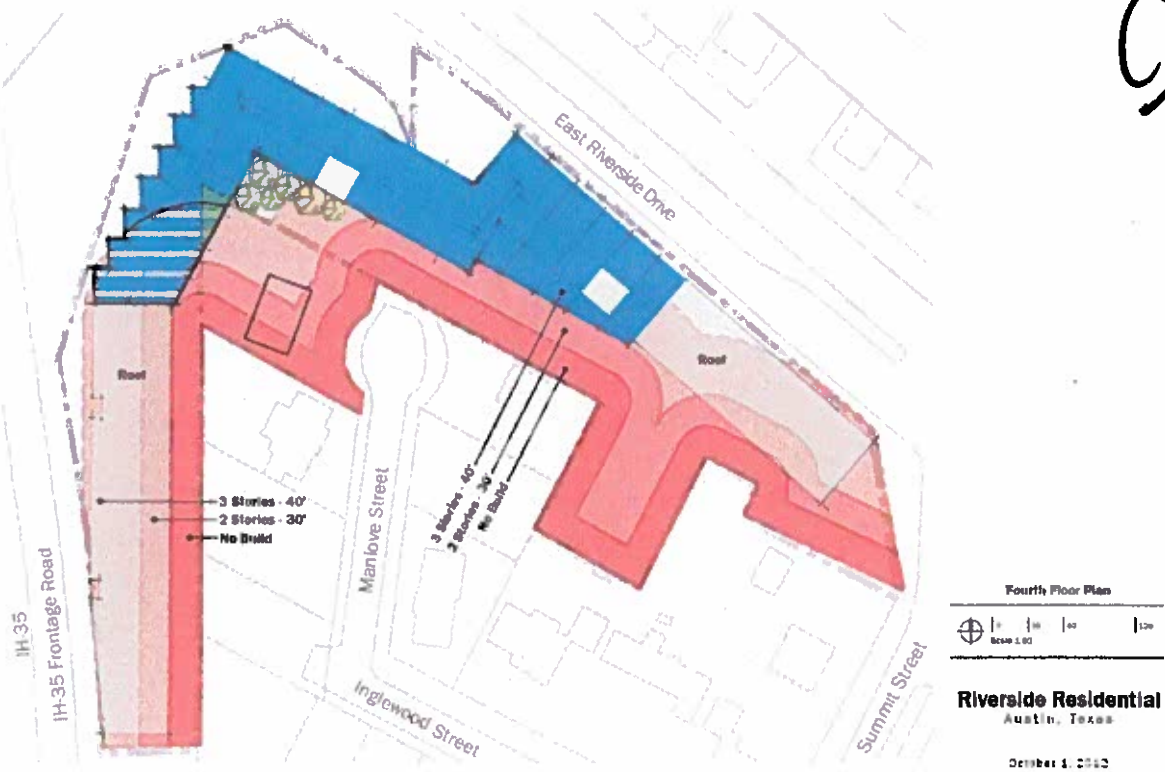 East Riverside Drive
Roof
Roof
3 Stories - 40'
2 Stories - 30'
No Build
3 Stories - 40'
2 Stories - 30'
No Build
Manlove Street
IH-35
IH-35 Frontage Road
Inglewood Street
Summit Street
Fourth Floor Plan
Riverside Residential
Austin, Texas
October 1,